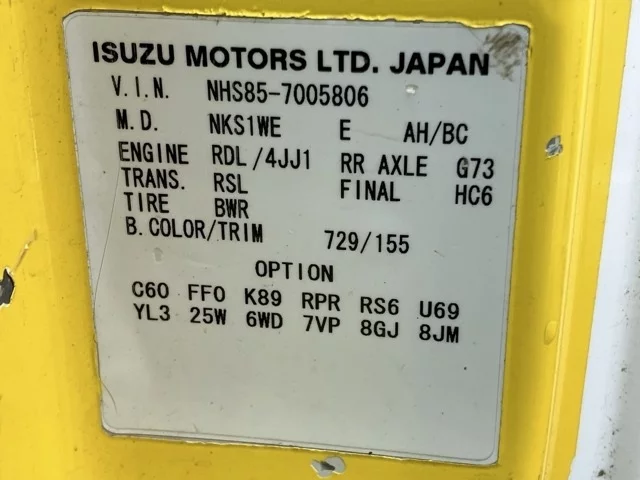 ISUZU MOTORS LTD. JAPAN
V.I.N. NHS85-7005806
M.D. NKS1WE E AH/BC
ENGINE RDL/4JJ1 RR AXLE G73
TRANS. RSL FINAL HC6
TIRE BWR
B.COLOR/TRIM 729/155
OPTION
C60 FF0 K89 RPR RS6 U69
YL3 25W 6WD 7VP 8GJ 8JM